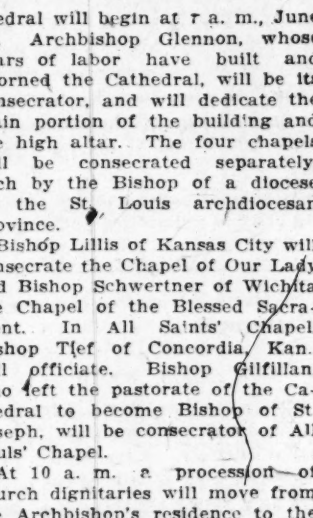 edral will begin at 7 a. m., June
Archbishop Glennon, whose
ars of labor have built and
orned the Cathedral, will be its
nsecrator, and will dedicate the
in portion of the building and
e high altar. The four chapels
ll be consecrated separately
ch by the Bishop of a diocese
the St. Louis archdiocesan
ovince.
Bishop Lillis of Kansas City will
nsecrate the Chapel of Our Lady
d Bishop Schwertner of Wichita
e Chapel of the Blessed Sacra-
ent. In All Saints' Chapel
shop Tief of Concordia, Kan.
ll officiate. Bishop Gilfillan,
o left the pastorate of the Ca-
edral to become Bishop of St.
seph, will be consecrator of All
uls' Chapel.
At 10 a. m. a procession of
urch dignitaries will move from
e Archbishop's residence to the